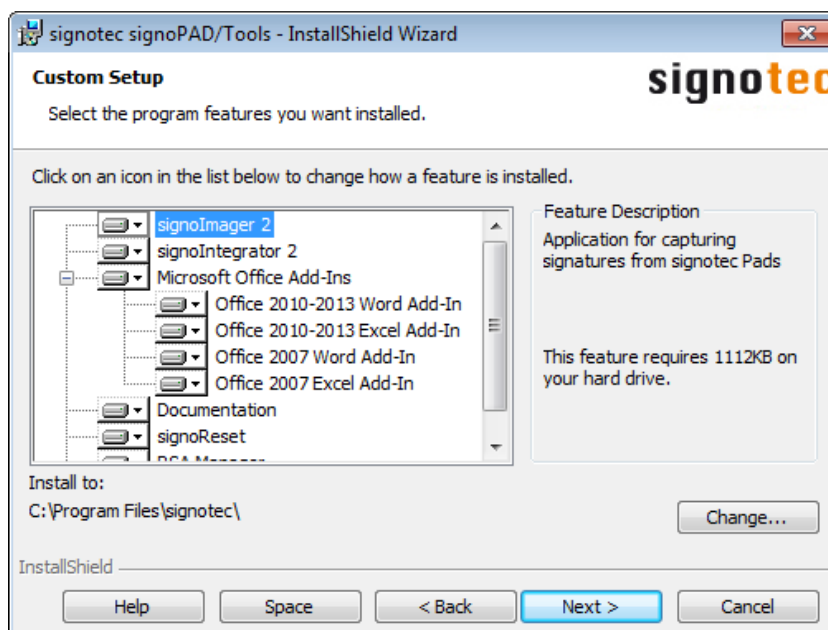 signotec signoPAD/Tools - InstallShield Wizard
Custom Setup
Select the program features you want installed.
signotec
Click on an icon in the list below to change how a feature is installed.
signoImager 2
signoIntegrator 2
Microsoft Office Add-Ins
Office 2010-2013 Word Add-In
Office 2010-2013 Excel Add-In
Office 2007 Word Add-In
Office 2007 Excel Add-In
Documentation
signoReset
RSA Manager
Feature Description
Application for capturing
signatures from signotec Pads
This feature requires 1112KB on
your hard drive.
Install to:
C:\Program Files\signotec\
Change...
InstallShield
Help
Space
< Back
Next >
Cancel